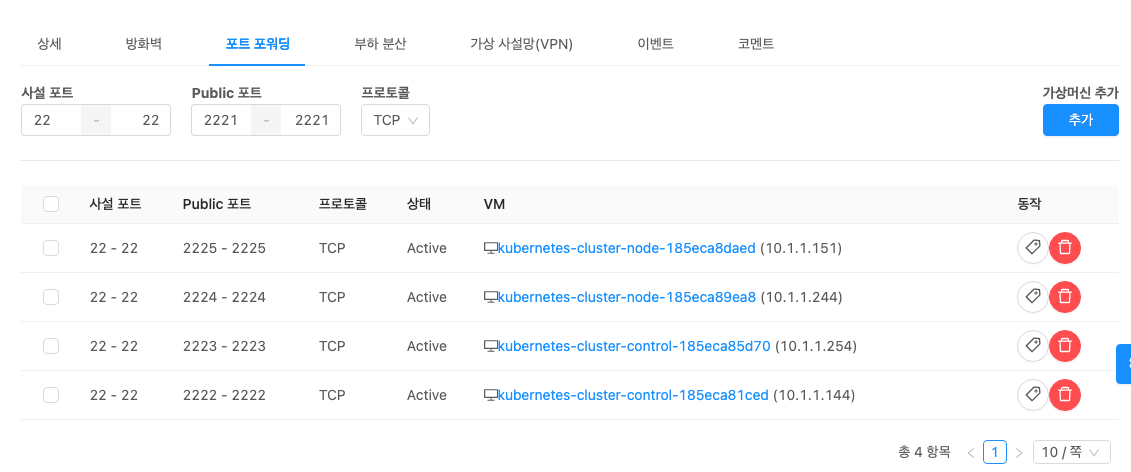 상세 방화벽 포트 포워딩 부하 분산 가상 사설망(VPN) 이벤트 코멘트
사설 포트 Public 포트 프로토콜 가상머신 추가
22 - 22 2221 - 2221 TCP 추가
사설 포트 Public 포트 프로토콜 상태 VM 동작
22 - 22 2225 - 2225 TCP Active kubernetes-cluster-node-185eca8daed (10.1.1.151)
22 - 22 2224 - 2224 TCP Active kubernetes-cluster-node-185eca89ea8 (10.1.1.244)
22 - 22 2223 - 2223 TCP Active kubernetes-cluster-control-185eca85d70 (10.1.1.254)
22 - 22 2222 - 2222 TCP Active kubernetes-cluster-control-185eca81ced (10.1.1.144)
총 4 항목 < 1 > 10 / 쪽